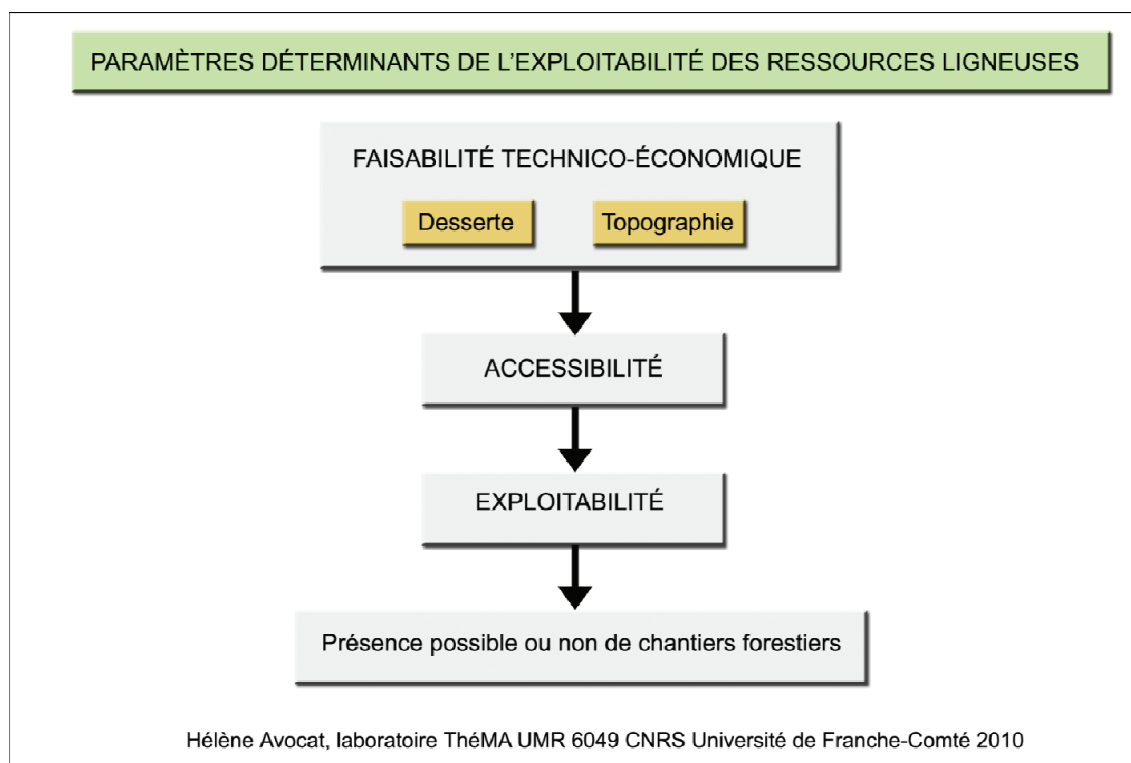 PARAMÈTRES DÉTERMINANTS DE L'EXPLOITABILITÉ DES RESSOURCES LIGNEUSES
FAISABILITÉ TECHNICO-ÉCONOMIQUE
Desserte Topographie
ACCESSIBILITÉ
EXPLOITABILITÉ
Présence possible ou non de chantiers forestiers
Hélène Avocat, laboratoire ThéMA UMR 6049 CNRS Université de Franche-Comté 2010